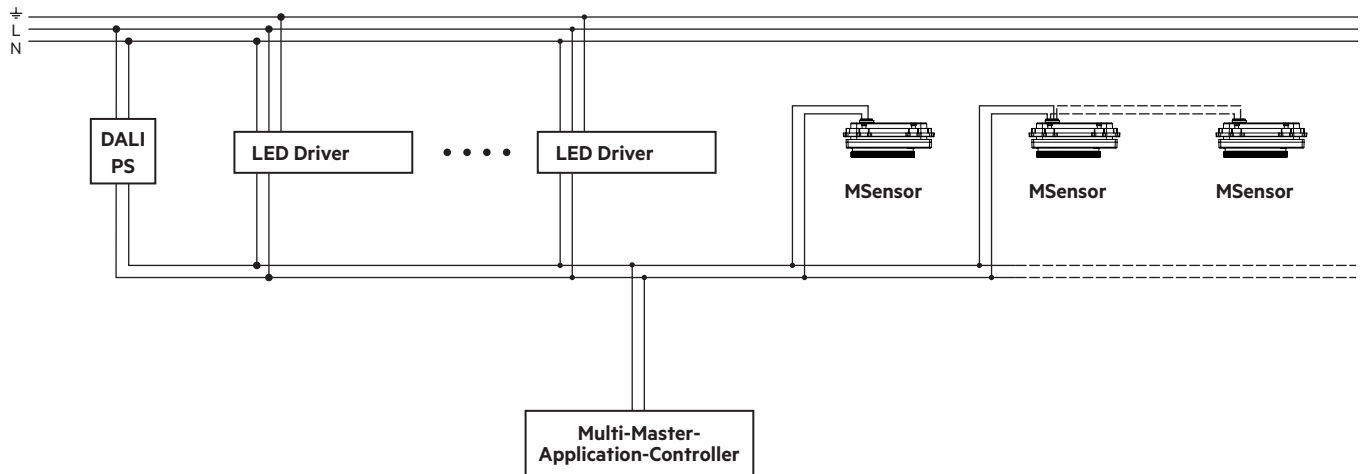 ⏚
L
N
DALI
PS
LED Driver
LED Driver
MSensor
MSensor
MSensor
Multi-Master-
Application-Controller